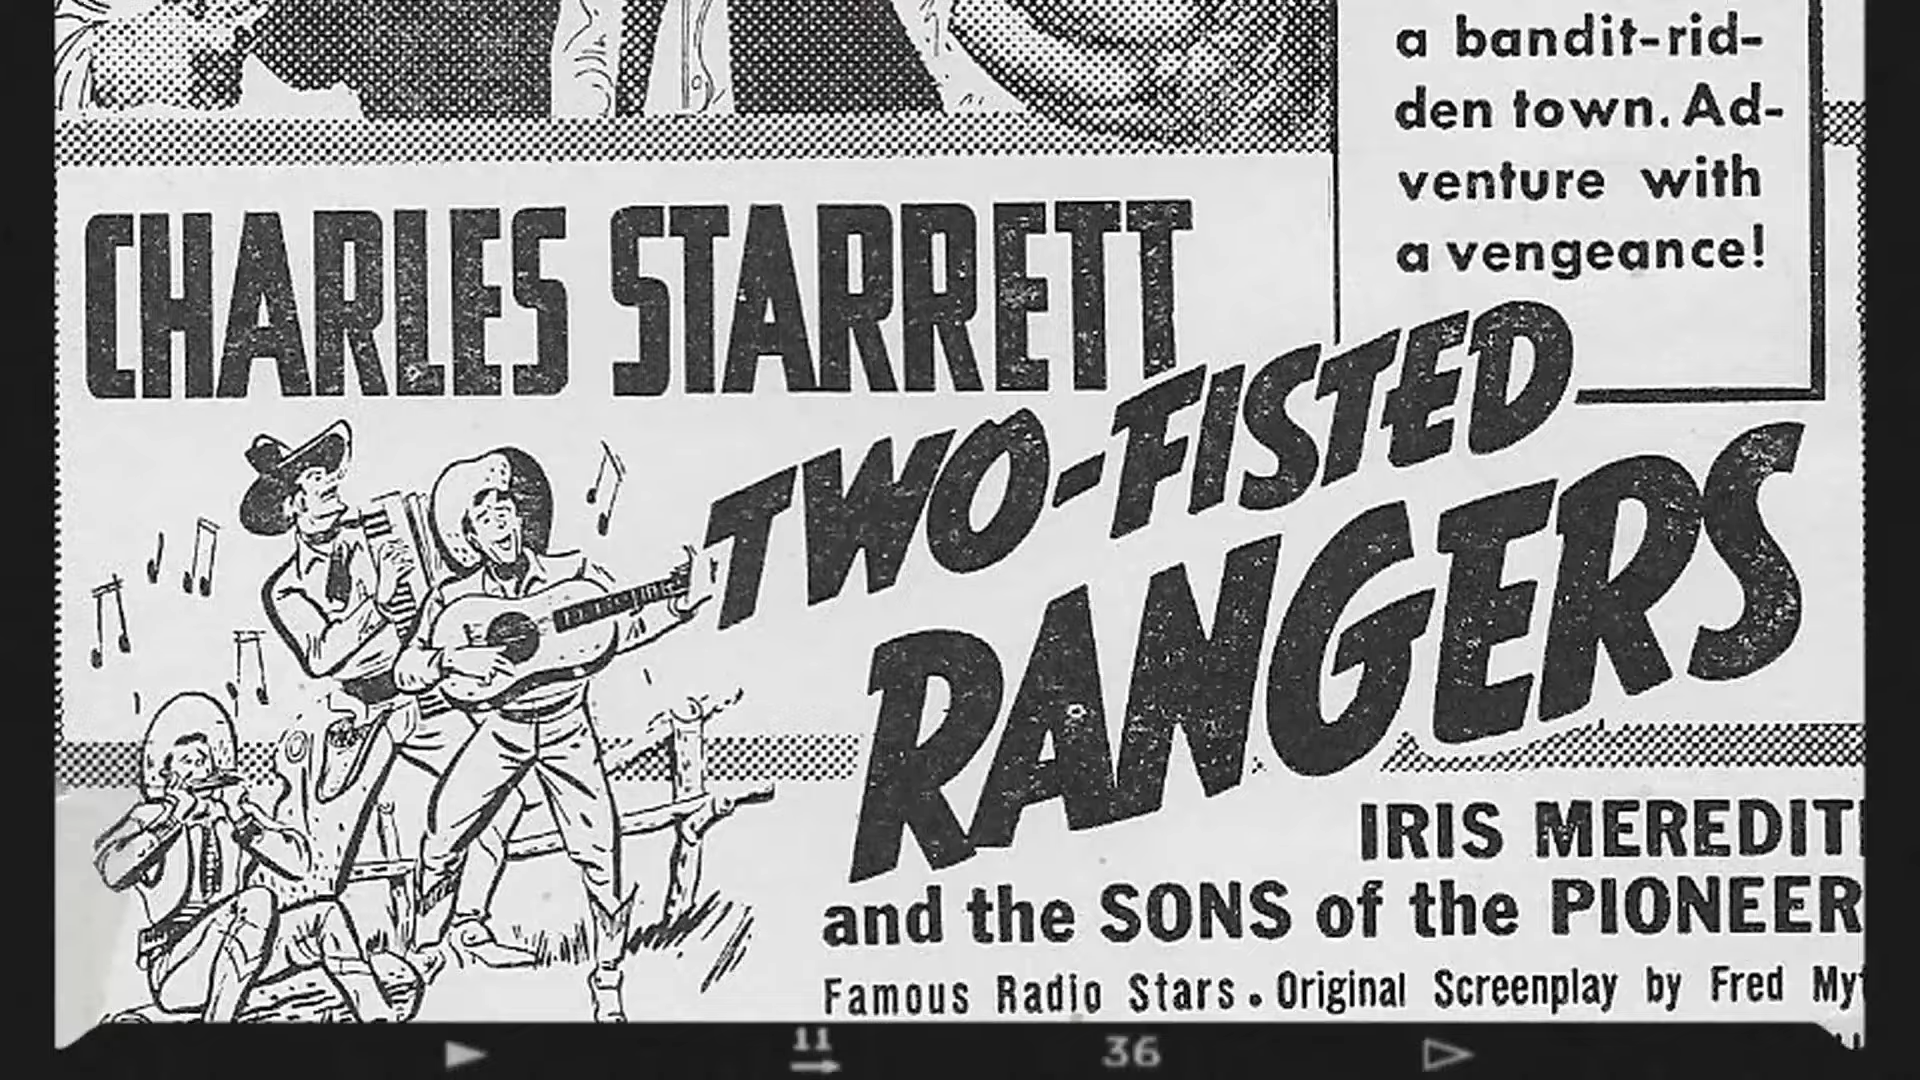 a bandit-rid-
den town. Ad-
venture with
a vengeance!
CHARLES STARRETT
TWO-FISTED
RANGERS
IRIS MEREDIT
and the SONS of the PIONEER
Famous Radio Stars. Original Screenplay by Fred My
11
36